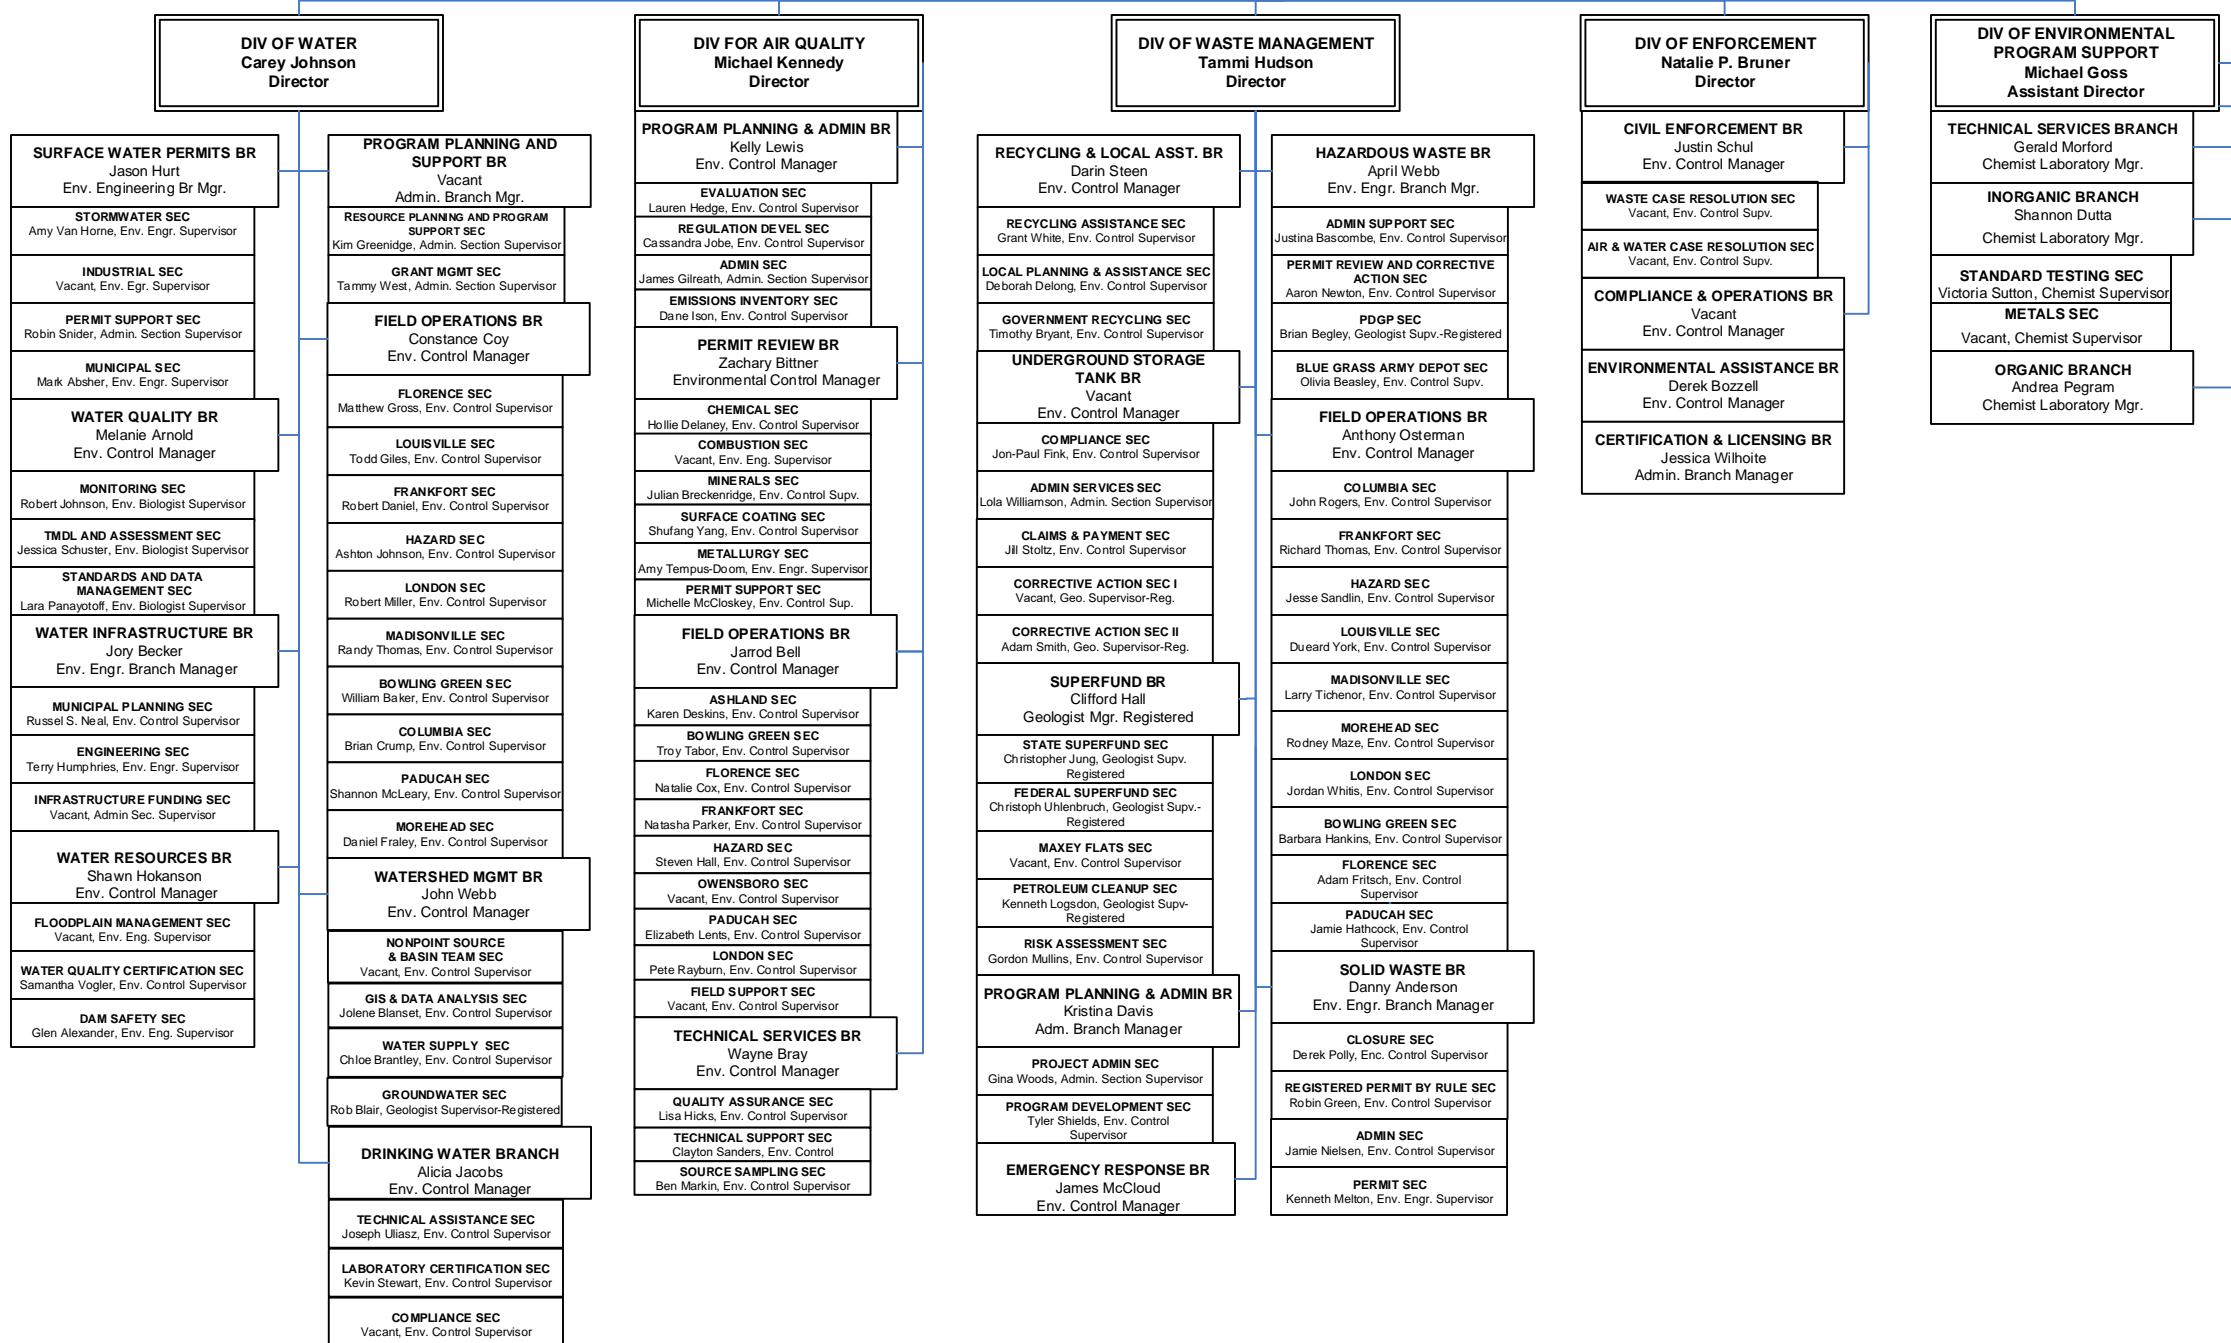 DIV OF WATER
Carey Johnson
Director
SURFACE WATER PERMITS BR
Jason Hurt
Env. Engineering Br Mgr.
STORMWATER SEC
Amy Van Horne, Env. Engr. Supervisor
INDUSTRIAL SEC
Vacant, Env. Egr. Supervisor
PERMIT SUPPORT SEC
Robin Snider, Admin. Section Supervisor
MUNICIPAL SEC
Mark Absher, Env. Engr. Supervisor
WATER QUALITY BR
Melanie Arnold
Env. Control Manager
MONITORING SEC
Robert Johnson, Env. Biologist Supervisor
TMDL AND ASSESSMENT SEC
Jessica Schuster, Env. Biologist Supervisor
STANDARDS AND DATA
MANAGEMENT SEC
Lara Panayotoff, Env. Biologist Supervisor
WATER INFRASTRUCTURE BR
Jory Becker
Env. Engr. Branch Manager
MUNICIPAL PLANNING SEC
Russel S. Neal, Env. Control Supervisor
ENGINEERING SEC
Terry Humphries, Env. Engr. Supervisor
INFRASTRUCTURE FUNDING SEC
Vacant, Admin Sec. Supervisor
WATER RESOURCES BR
Shawn Hokanson
Env. Control Manager
FLOODPLAIN MANAGEMENT SEC
Vacant, Env. Eng. Supervisor
WATER QUALITY CERTIFICATION SEC
Samantha Vogler, Env. Control Supervisor
DAM SAFETY SEC
Glen Alexander, Env. Eng. Supervisor
PROGRAM PLANNING AND
SUPPORT BR
Vacant
Admin. Branch Mgr.
RESOURCE PLANNING AND PROGRAM
SUPPORT SEC
Kim Greenidge, Admin. Section Supervisor
GRANT MGMT SEC
Tammy West, Admin. Section Supervisor
FIELD OPERATIONS BR
Constance Coy
Env. Control Manager
FLORENCE SEC
Matthew Gross, Env. Control Supervisor
LOUISVILLE SEC
Todd Giles, Env. Control Supervisor
FRANKFORT SEC
Robert Daniel, Env. Control Supervisor
HAZARD SEC
Ashton Johnson, Env. Control Supervisor
LONDON SEC
Robert Miller, Env. Control Supervisor
MADISONVILLE SEC
Randy Thomas, Env. Control Supervisor
BOWLING GREEN SEC
William Baker, Env. Control Supervisor
COLUMBIA SEC
Brian Crump, Env. Control Supervisor
PADUCAH SEC
Shannon McLeary, Env. Control Supervisor
MOREHEAD SEC
Daniel Fraley, Env. Control Supervisor
WATERSHED MGMT BR
John Webb
Env. Control Manager
NONPOINT SOURCE
& BASIN TEAM SEC
Vacant, Env. Control Supervisor
GIS & DATA ANALYSIS SEC
Jolene Blanset, Env. Control Supervisor
WATER SUPPLY SEC
Chloe Brantley, Env. Control Supervisor
GROUNDWATER SEC
Rob Blair, Geologist Supervisor-Registered
DRINKING WATER BRANCH
Alicia Jacobs
Env. Control Manager
TECHNICAL ASSISTANCE SEC
Joseph Uliasz, Env. Control Supervisor
LABORATORY CERTIFICATION SEC
Kevin Stewart, Env. Control Supervisor
COMPLIANCE SEC
Vacant, Env. Control Supervisor
DIV FOR AIR QUALITY
Michael Kennedy
Director
PROGRAM PLANNING & ADMIN BR
Kelly Lewis
Env. Control Manager
EVALUATION SEC
Lauren Hedge, Env. Control Supervisor
REGULATION DEVEL SEC
Cassandra Jobe, Env. Control Supervisor
ADMIN SEC
James Gilreath, Admin. Section Supervisor
EMISSIONS INVENTORY SEC
Dane Ison, Env. Control Supervisor
PERMIT REVIEW BR
Zachary Bittner
Environmental Control Manager
CHEMICAL SEC
Hollie Delaney, Env. Control Supervisor
COMBUSTION SEC
Vacant, Env. Eng. Supervisor
MINERALS SEC
Julian Breckenridge, Env. Control Supv.
SURFACE COATING SEC
Shufang Yang, Env. Control Supervisor
METALLURGY SEC
Amy Tempus-Doom, Env. Engr. Supervisor
PERMIT SUPPORT SEC
Michelle McCloskey, Env. Control Sup.
FIELD OPERATIONS BR
Jarrod Bell
Env. Control Manager
ASHLAND SEC
Karen Deskins, Env. Control Supervisor
BOWLING GREEN SEC
Troy Tabor, Env. Control Supervisor
FLORENCE SEC
Natalie Cox, Env. Control Supervisor
FRANKFORT SEC
Natasha Parker, Env. Control Supervisor
HAZARD SEC
Steven Hall, Env. Control Supervisor
OWENSBORO SEC
Vacant, Env. Control Supervisor
PADUCAH SEC
Elizabeth Lents, Env. Control Supervisor
LONDON SEC
Pete Rayburn, Env. Control Supervisor
FIELD SUPPORT SEC
Vacant, Env. Control Supervisor
TECHNICAL SERVICES BR
Wayne Bray
Env. Control Manager
QUALITY ASSURANCE SEC
Lisa Hicks, Env. Control Supervisor
TECHNICAL SUPPORT SEC
Clayton Sanders, Env. Control
SOURCE SAMPLING SEC
Ben Markin, Env. Control Supervisor
DIV OF WASTE MANAGEMENT
Tammi Hudson
Director
RECYCLING & LOCAL ASST. BR
Darin Steen
Env. Control Manager
RECYCLING ASSISTANCE SEC
Grant White, Env. Control Supervisor
LOCAL PLANNING & ASSISTANCE SEC
Deborah Delong, Env. Control Supervisor
GOVERNMENT RECYCLING SEC
Timothy Bryant, Env. Control Supervisor
UNDERGROUND STORAGE
TANK BR
Vacant
Env. Control Manager
COMPLIANCE SEC
Jon-Paul Fink, Env. Control Supervisor
ADMIN SERVICES SEC
Lola Williamson, Admin. Section Supervisor
CLAIMS & PAYMENT SEC
Jill Stoltz, Env. Control Supervisor
CORRECTIVE ACTION SEC I
Vacant, Geo. Supervisor-Reg.
CORRECTIVE ACTION SEC II
Adam Smith, Geo. Supervisor-Reg.
SUPERFUND BR
Clifford Hall
Geologist Mgr. Registered
STATE SUPERFUND SEC
Christopher Jung, Geologist Supv.
Registered
FEDERAL SUPERFUND SEC
Christoph Uhlenbruch, Geologist Supv.-
Registered
MAXEY FLATS SEC
Vacant, Env. Control Supervisor
PETROLEUM CLEANUP SEC
Kenneth Logsdon, Geologist Supv-
Registered
RISK ASSESSMENT SEC
Gordon Mullins, Env. Control Supervisor
PROGRAM PLANNING & ADMIN BR
Kristina Davis
Adm. Branch Manager
PROJECT ADMIN SEC
Gina Woods, Admin. Section Supervisor
PROGRAM DEVELOPMENT SEC
Tyler Shields, Env. Control
Supervisor
EMERGENCY RESPONSE BR
James McCloud
Env. Control Manager
HAZARDOUS WASTE BR
April Webb
Env. Engr. Branch Mgr.
ADMIN SUPPORT SEC
Justina Bascombe, Env. Control Supervisor
PERMIT REVIEW AND CORRECTIVE
ACTION SEC
Aaron Newton, Env. Control Supervisor
PDGP SEC
Brian Begley, Geologist Supv.-Registered
BLUE GRASS ARMY DEPOT SEC
Olivia Beasley, Env. Control Supv.
FIELD OPERATIONS BR
Anthony Osterman
Env. Control Manager
COLUMBIA SEC
John Rogers, Env. Control Supervisor
FRANKFORT SEC
Richard Thomas, Env. Control Supervisor
HAZARD SEC
Jesse Sandlin, Env. Control Supervisor
LOUISVILLE SEC
Dueard York, Env. Control Supervisor
MADISONVILLE SEC
Larry Tichenor, Env. Control Supervisor
MOREHEAD SEC
Rodney Maze, Env. Control Supervisor
LONDON SEC
Jordan Whitis, Env. Control Supervisor
BOWLING GREEN SEC
Barbara Hankins, Env. Control Supervisor
FLORENCE SEC
Adam Fritsch, Env. Control
Supervisor
PADUCAH SEC
Jamie Hathcock, Env. Control
Supervisor
SOLID WASTE BR
Danny Anderson
Env. Engr. Branch Manager
CLOSURE SEC
Derek Polly, Enc. Control Supervisor
REGISTERED PERMIT BY RULE SEC
Robin Green, Env. Control Supervisor
ADMIN SEC
Jamie Nielsen, Env. Control Supervisor
PERMIT SEC
Kenneth Melton, Env. Engr. Supervisor
DIV OF ENFORCEMENT
Natalie P. Bruner
Director
CIVIL ENFORCEMENT BR
Justin Schul
Env. Control Manager
WASTE CASE RESOLUTION SEC
Vacant, Env. Control Supv.
AIR & WATER CASE RESOLUTION SEC
Vacant, Env. Control Supv.
COMPLIANCE & OPERATIONS BR
Vacant
Env. Control Manager
ENVIRONMENTAL ASSISTANCE BR
Derek Bozzell
Env. Control Manager
CERTIFICATION & LICENSING BR
Jessica Wilhoite
Admin. Branch Manager
DIV OF ENVIRONMENTAL
PROGRAM SUPPORT
Michael Goss
Assistant Director
TECHNICAL SERVICES BRANCH
Gerald Morford
Chemist Laboratory Mgr.
INORGANIC BRANCH
Shannon Dutta
Chemist Laboratory Mgr.
STANDARD TESTING SEC
Victoria Sutton, Chemist Supervisor
METALS SEC
Vacant, Chemist Supervisor
ORGANIC BRANCH
Andrea Pegram
Chemist Laboratory Mgr.